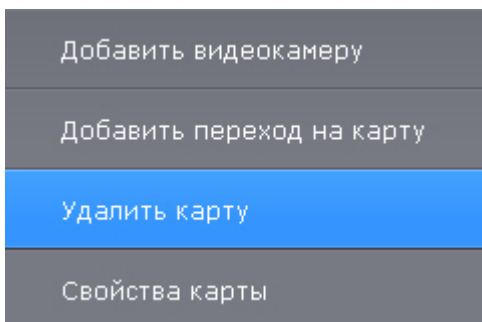 Добавить видеокамеру
Добавить переход на карту
Удалить карту
Свойства карты